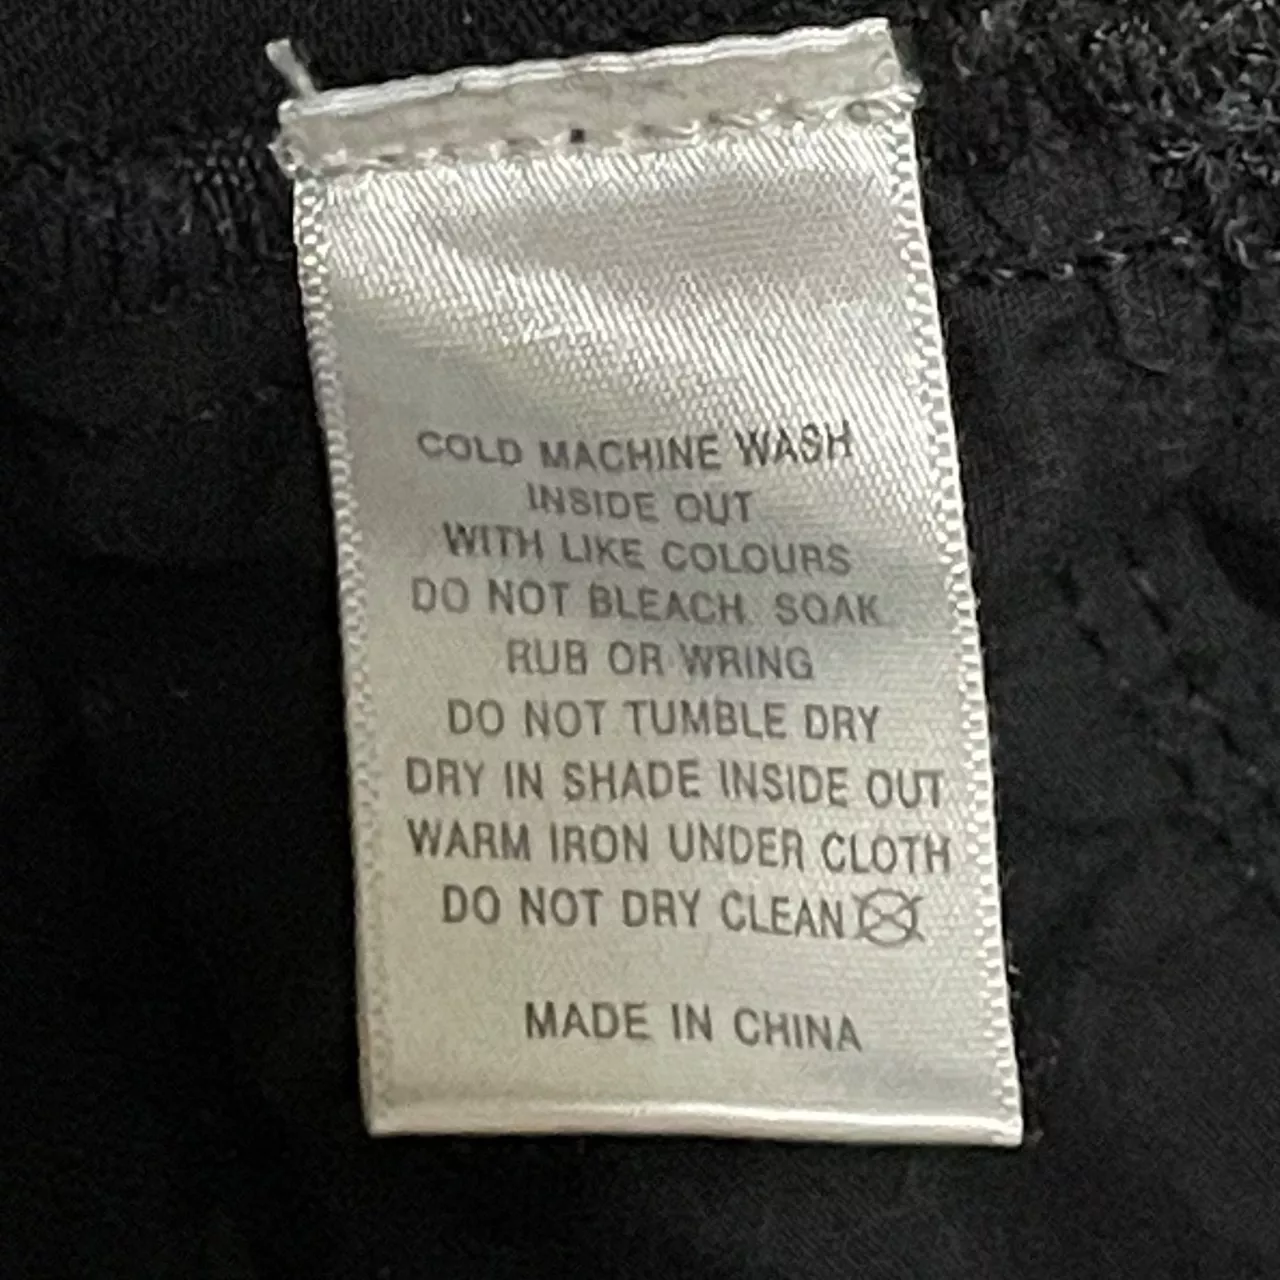 COLD MACHINE WASH
INSIDE OUT
WITH LIKE COLOURS
DO NOT BLEACH. SOAK.
RUB OR WRING
DO NOT TUMBLE DRY
DRY IN SHADE INSIDE OUT
WARM IRON UNDER CLOTH
DO NOT DRY CLEAN
MADE IN CHINA